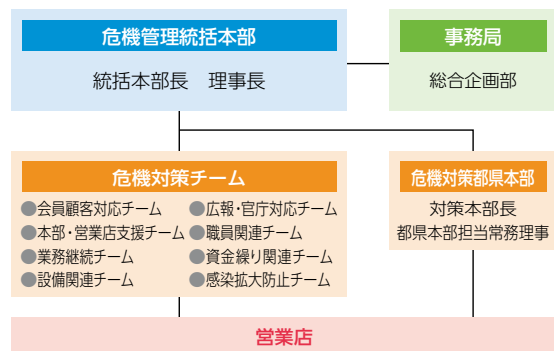 危機管理統括本部
統括本部長　理事長
事務局
総合企画部
危機対策チーム
●会員顧客対応チーム
●本部・営業店支援チーム
●業務継続チーム
●設備関連チーム
●広報・官庁対応チーム
●職員関連チーム
●資金繰り関連チーム
●感染拡大防止チーム
危機対策都県本部
対策本部長
都県本部担当常務理事
営業店